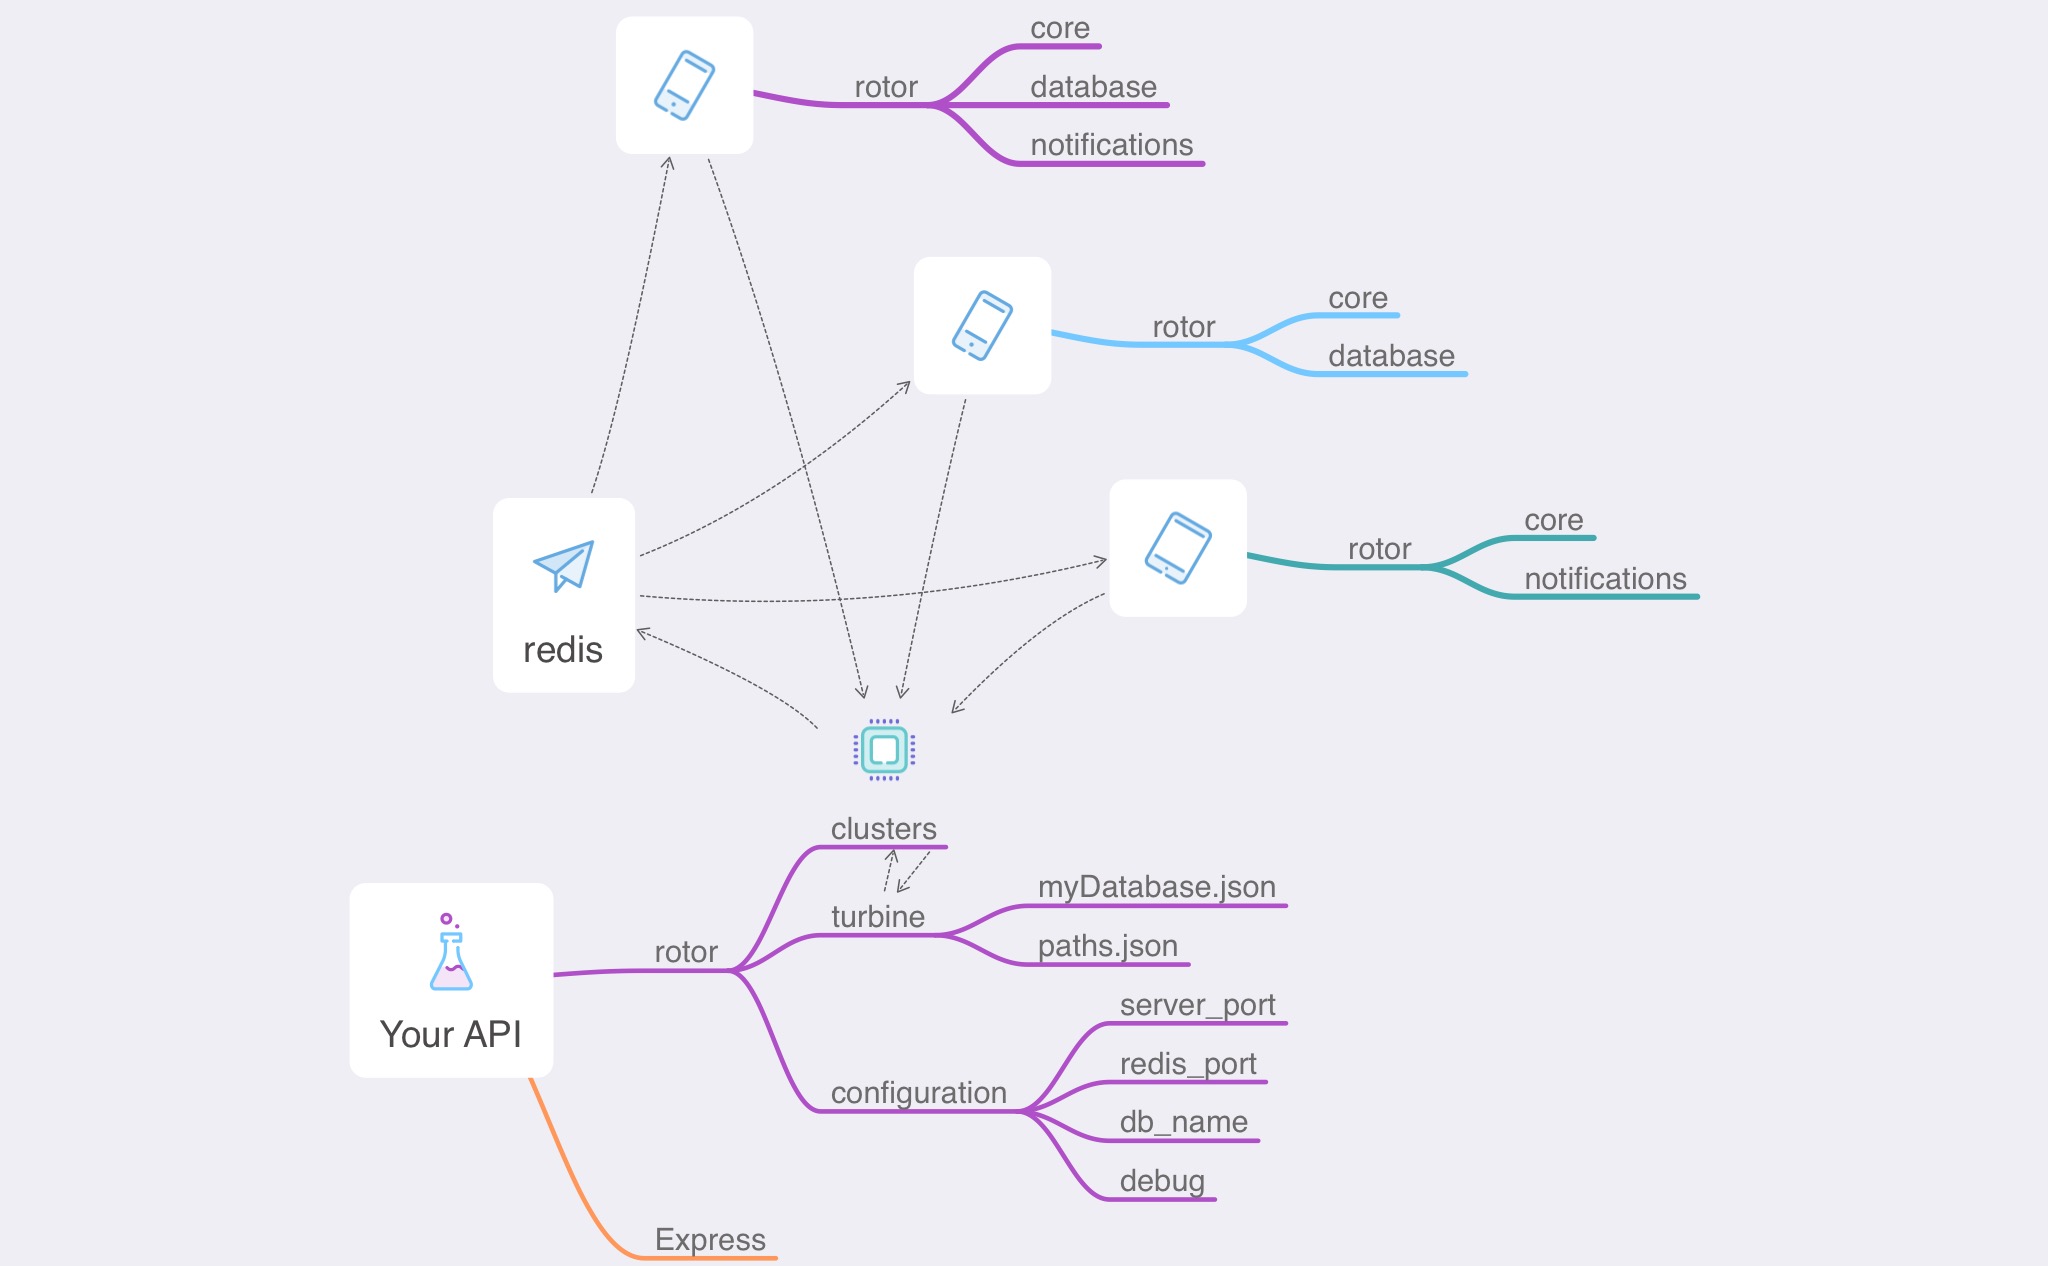 core
rotor
database
notifications
core
rotor
database
core
rotor
notifications
redis
clusters
myDatabase.json
turbine
paths.json
rotor
server_port
Your API
redis_port
configuration
db_name
debug
Express